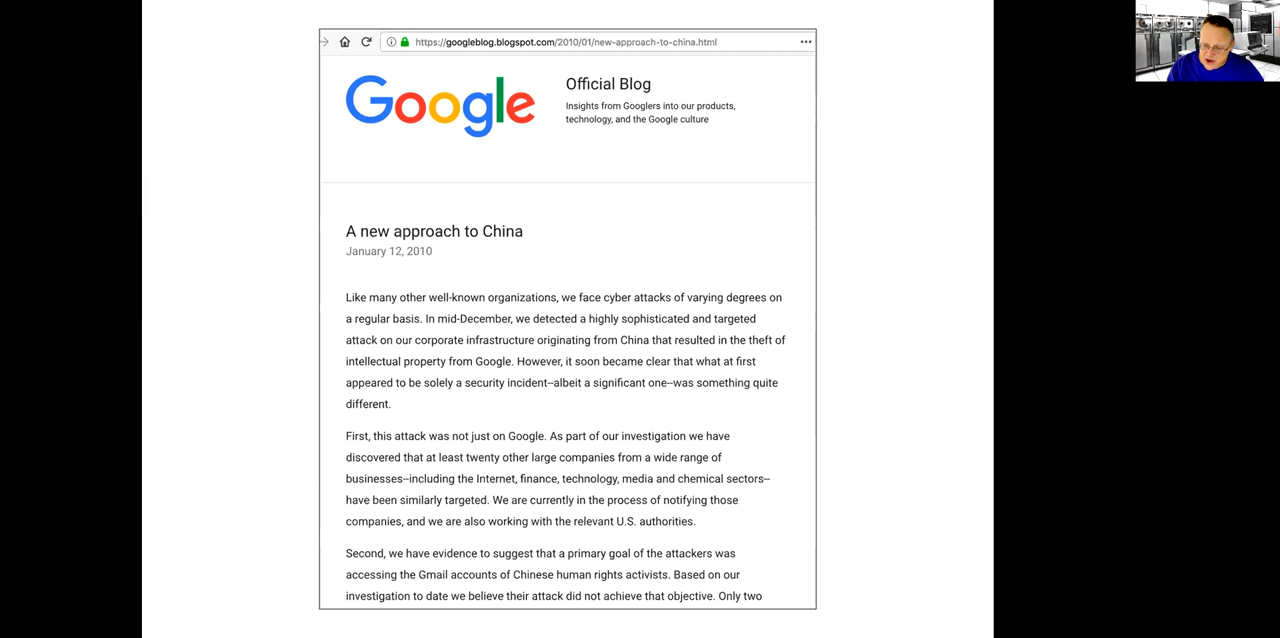 https://googleblog.blogspot.com/2010/01/new-approach-to-china.html
Google
Official Blog
Insights from Googlers into our products,
technology, and the Google culture
A new approach to China
January 12, 2010
Like many other well-known organizations, we face cyber attacks of varying degrees on
a regular basis. In mid-December, we detected a highly sophisticated and targeted
attack on our corporate infrastructure originating from China that resulted in the theft of
intellectual property from Google. However, it soon became clear that what at first
appeared to be solely a security incident--albeit a significant one--was something quite
different.
First, this attack was not just on Google. As part of our investigation we have
discovered that at least twenty other large companies from a wide range of
businesses--including the Internet, finance, technology, media and chemical sectors--
have been similarly targeted. We are currently in the process of notifying those
companies, and we are also working with the relevant U.S. authorities.
Second, we have evidence to suggest that a primary goal of the attackers was
accessing the Gmail accounts of Chinese human rights activists. Based on our
investigation to date we believe their attack did not achieve that objective. Only two